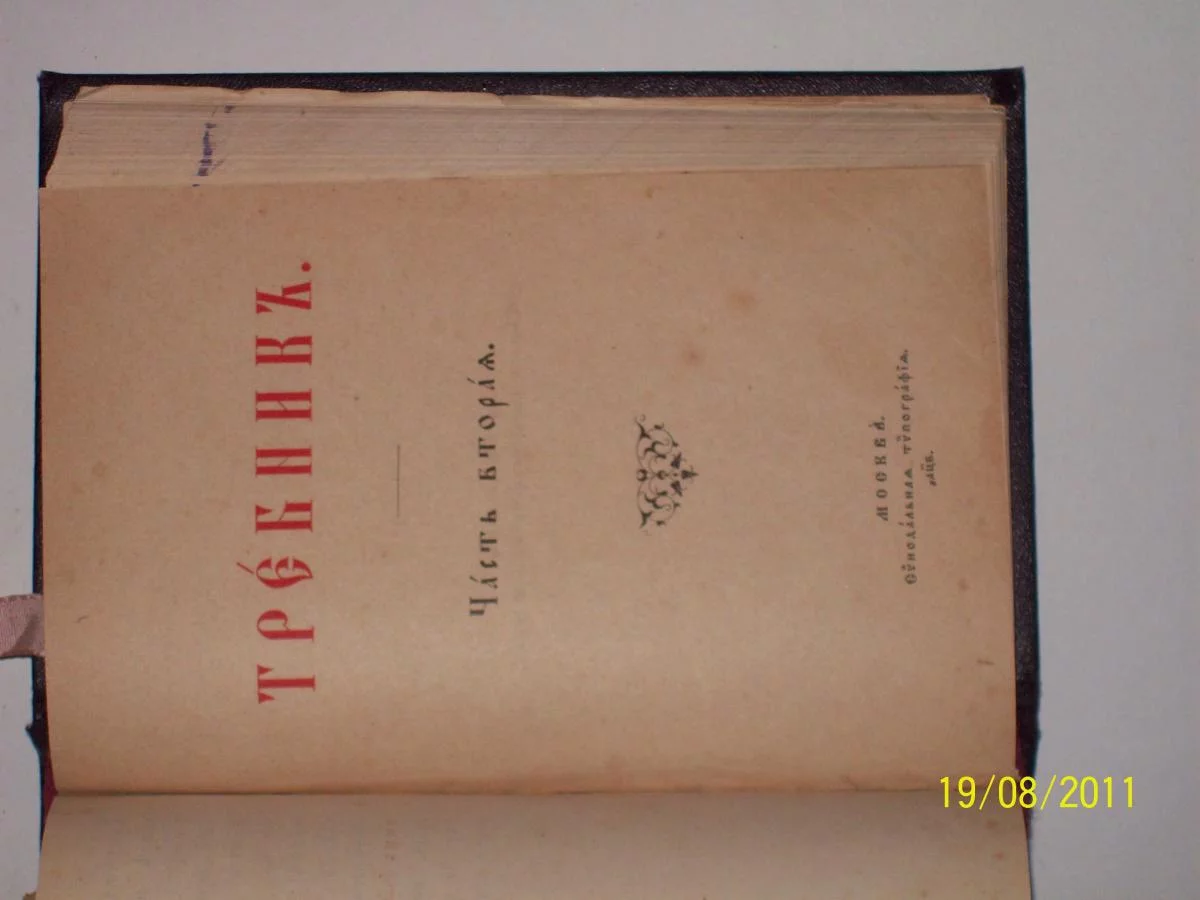 ТРЕ́БНИКЪ.
Ча́сть втора́ѧ.
МОСКВА̀.
Сѷнода́льнаѧ тѷпогра́фїѧ.
19/08/2011